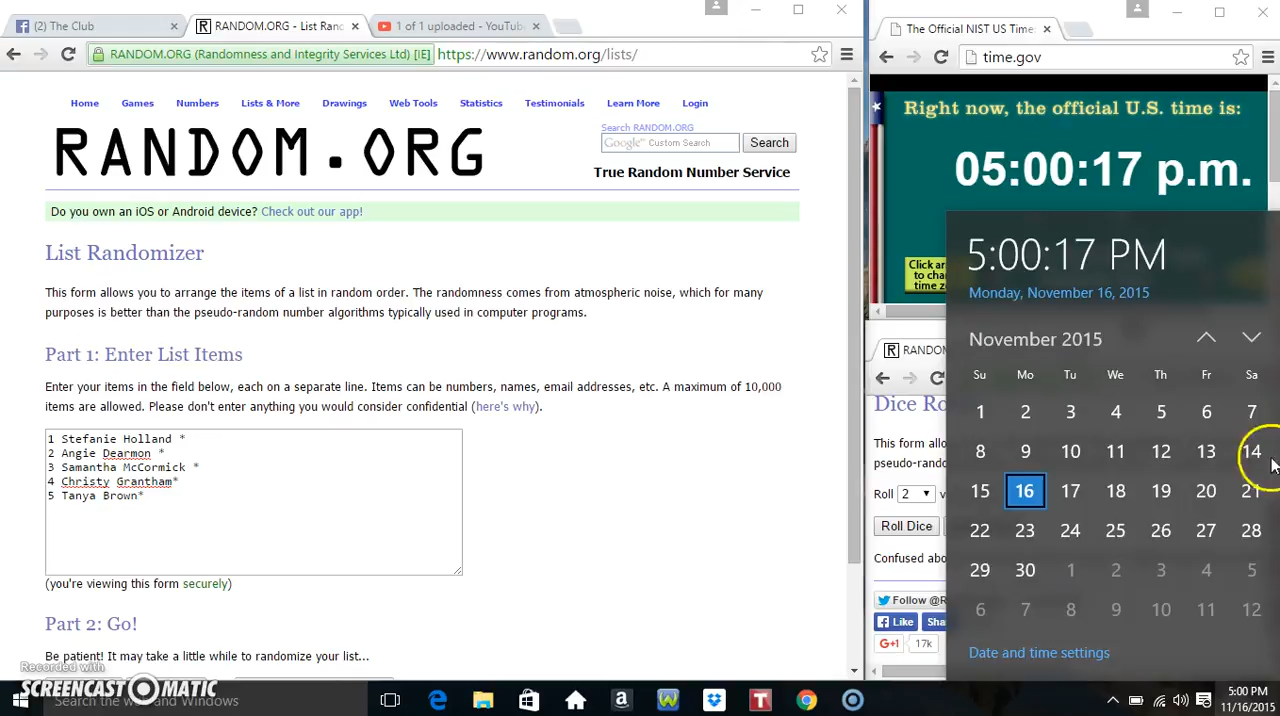 (2) The Club
RANDOM.ORG - List Rand
1 of 1 uploaded - YouTub
RANDOM.ORG (Randomness and Integrity Services Ltd) [IE]
https://www.random.org/lists/
Home Games Numbers Lists & More Drawings Web Tools Statistics Testimonials Learn More Login
RANDOM.ORG
Search RANDOM.ORG
Google Custom Search
Search
True Random Number Service
Do you own an iOS or Android device? Check out our app!
List Randomizer
This form allows you to arrange the items of a list in random order. The randomness comes from atmospheric noise, which for many
purposes is better than the pseudo-random number algorithms typically used in computer programs.
Part 1: Enter List Items
Enter your items in the field below, each on a separate line. Items can be numbers, names, email addresses, etc. A maximum of 10,000
items are allowed. Please don't enter anything you would consider confidential (here's why).
1 Stefanie Holland *
2 Angie Dearmon *
3 Samantha McCormick *
4 Christy Grantham*
5 Tanya Brown*
(you're viewing this form securely)
Part 2: Go!
Be patient! It may take a little while to randomize your list...
Recorded with
SCREENCAST MATIC
Search the web and Windows
The Official NIST US Time:
time.gov
Right now, the official U.S. time is:
05:00:17 p.m.
Click ar
to cha
time z
RANDOM
Dice Ro
This form allo
pseudo-rando
Roll 2 v
Roll Dice
Confused abo
Follow @R
Like Sha
G+1 17k
5:00:17 PM
Monday, November 16, 2015
November 2015
Su Mo Tu We Th Fr Sa
1 2 3 4 5 6 7
8 9 10 11 12 13 14
15 16 17 18 19 20 21
22 23 24 25 26 27 28
29 30 1 2 3 4 5
6 7 8 9 10 11 12
Date and time settings
5:00 PM
11/16/2015